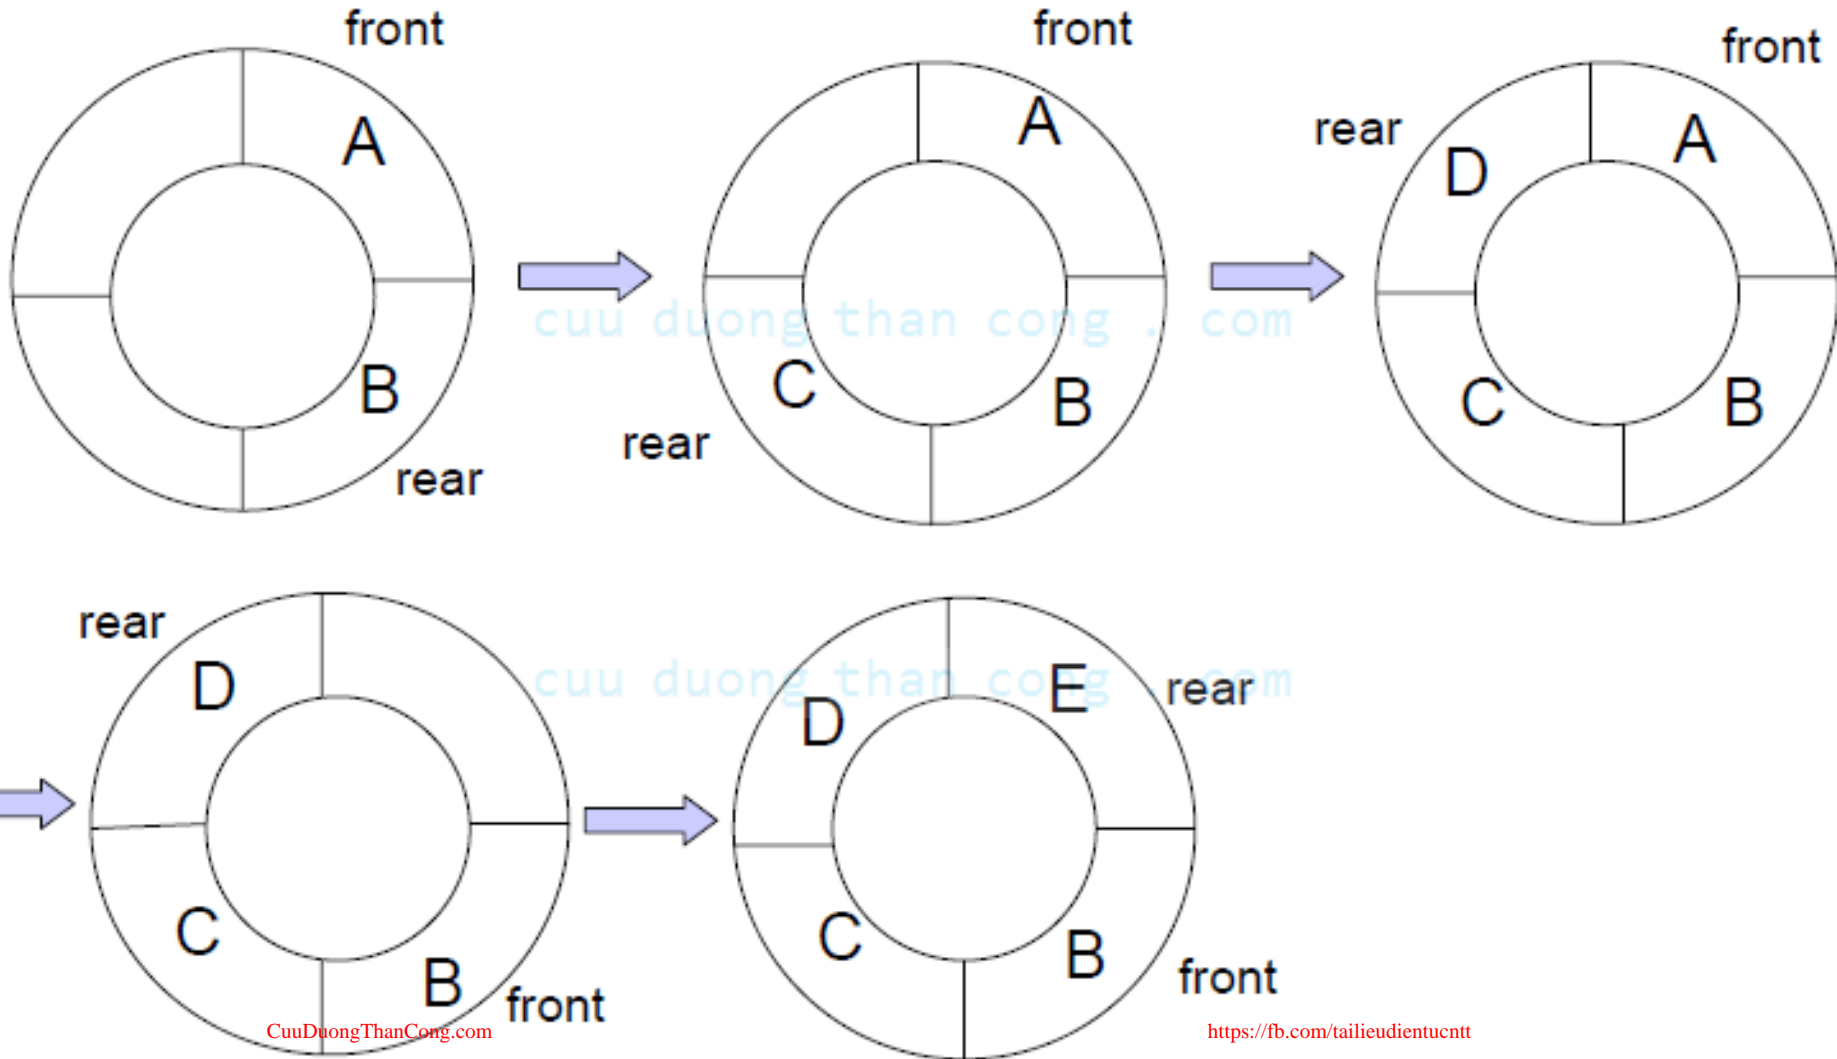 front
A
B
rear
front
A
C
B
rear
front
rear
D
A
C
B
cuu duong than cong . com
rear
D
C
B
front
cuu duong than cong . com
D
E
rear
C
B
front
CuuDuongThanCong.com
https://fb.com/tailieudientucntt